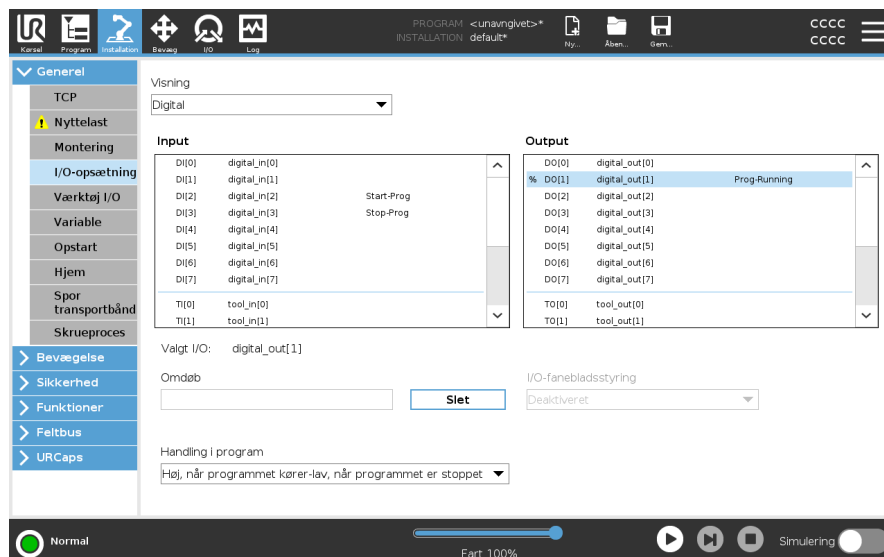 PROGRAM <unavngivet>*
INSTALLATION default*
Kørsel Program Installation Bevæg I/O Log
Ny... Åben... Gem...
CCCC
CCCC
Generel
TCP
Nyttelast
Montering
I/O-opsætning
Værktøj I/O
Variable
Opstart
Hjem
Spor
transportbånd
Skrueproces
Bevægelse
Sikkerhed
Funktioner
Feltbus
URCaps
Visning
Digital
Input
DI[0] digital_in[0]
DI[1] digital_in[1]
DI[2] digital_in[2] Start-Prog
DI[3] digital_in[3] Stop-Prog
DI[4] digital_in[4]
DI[5] digital_in[5]
DI[6] digital_in[6]
DI[7] digital_in[7]
TI[0] tool_in[0]
TI[1] tool_in[1]
Output
DO[0] digital_out[0]
% DO[1] digital_out[1] Prog-Running
DO[2] digital_out[2]
DO[3] digital_out[3]
DO[4] digital_out[4]
DO[5] digital_out[5]
DO[6] digital_out[6]
DO[7] digital_out[7]
TO[0] tool_out[0]
TO[1] tool_out[1]
Valgt I/O: digital_out[1]
Omdøb
Slet
I/O-fanebladsstyring
Deaktiveret
Handling i program
Høj, når programmet kører-lav, når programmet er stoppet
Normal
Fart 100%
Simulering